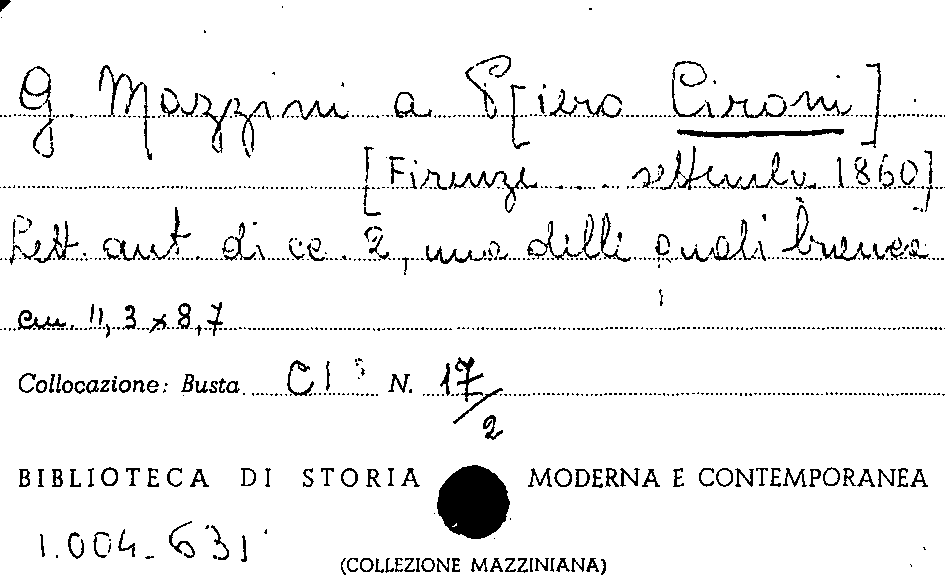 G. Mazzini a P[iero Cironi]
[Firenze ... settembre 1860]
Lett. aut. di cc. 2, una delle quali bianca
cm. 11,3 x 8,7
Collocazione: Busta CI N. 17/2
BIBLIOTECA DI STORIA MODERNA E CONTEMPORANEA
1.004-631
(COLLEZIONE MAZZINIANA)